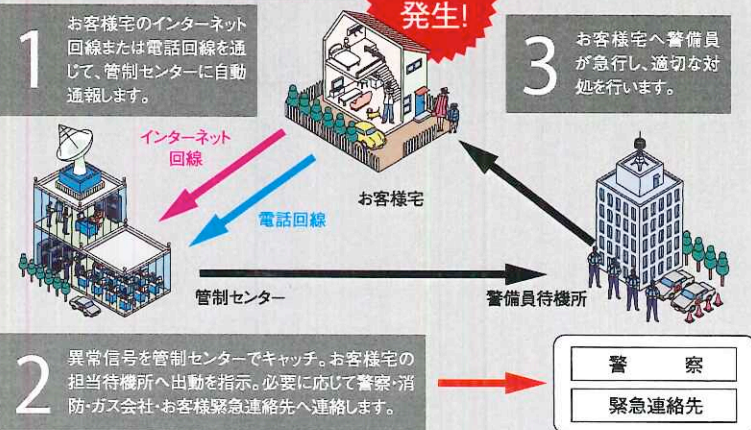 発生!
1
お客様宅のインターネット
回線または電話回線を通
じて、管制センターに自動
通報します。
3
お客様宅へ警備員
が急行し、適切な対
処を行います。
インターネット
回線
お客様宅
電話回線
管制センター
警備員待機所
2
異常信号を管制センターでキャッチ。お客様宅の
担当待機所へ出動を指示。必要に応じて警察・消
防・ガス会社・お客様緊急連絡先へ連絡します。
警 察
緊急連絡先